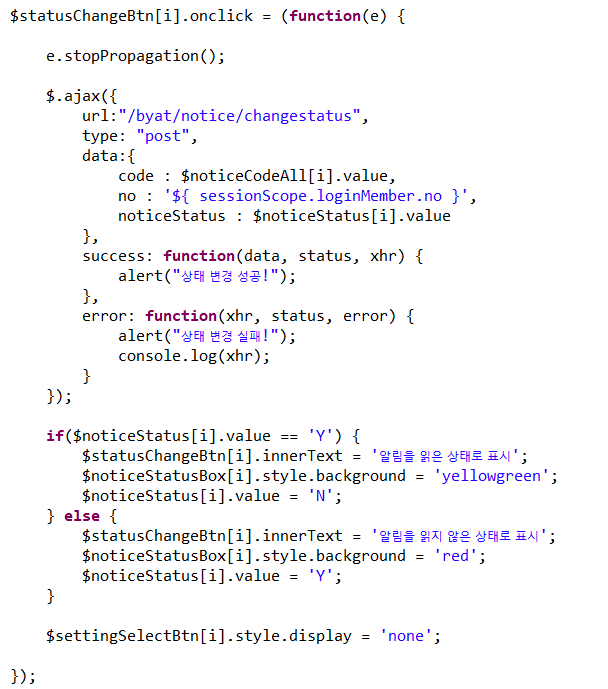 $statusChangeBtn[i].onclick = (function(e) {
e.stopPropagation();
$.ajax({
url:"/byat/notice/changestatus",
type: "post",
data:{
code : $noticeCodeAll[i].value,
no : '${ sessionScope.loginMember.no }',
noticeStatus : $noticeStatus[i].value
},
success: function(data, status, xhr) {
alert("상태 변경 성공!");
},
error: function(xhr, status, error) {
alert("상태 변경 실패!");
console.log(xhr);
}
});
if($noticeStatus[i].value == 'Y') {
$statusChangeBtn[i].innerText = '알림을 읽은 상태로 표시';
$noticeStatusBox[i].style.background = 'yellowgreen';
$noticeStatus[i].value = 'N';
} else {
$statusChangeBtn[i].innerText = '알림을 읽지 않은 상태로 표시';
$noticeStatusBox[i].style.background = 'red';
$noticeStatus[i].value = 'Y';
}
$settingSelectBtn[i].style.display = 'none';
});